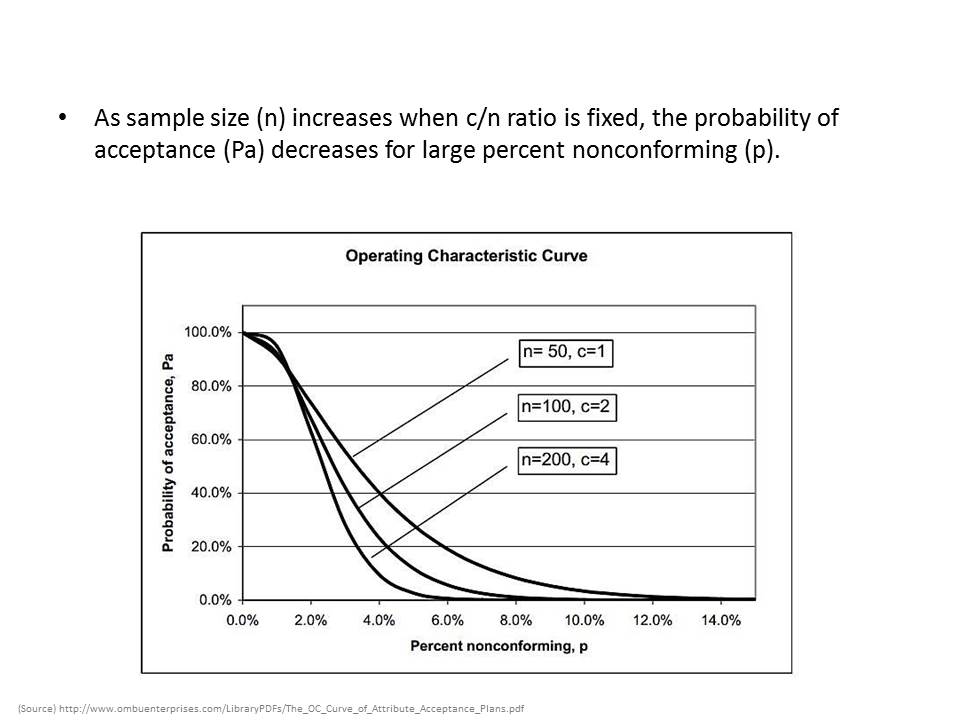 • As sample size (n) increases when c/n ratio is fixed, the probability of
acceptance (Pa) decreases for large percent nonconforming (p).
Operating Characteristic Curve
100.0%
80.0%
60.0%
40.0%
20.0%
0.0%
Probability of acceptance, Pa
n= 50, c=1
n=100, c=2
n=200, c=4
0.0% 2.0% 4.0% 6.0% 8.0% 10.0% 12.0% 14.0%
Percent nonconforming, p
(Source) http://www.ombuenterprises.com/LibraryPDFs/The_OC_Curve_of_Attribute_Acceptance_Plans.pdf